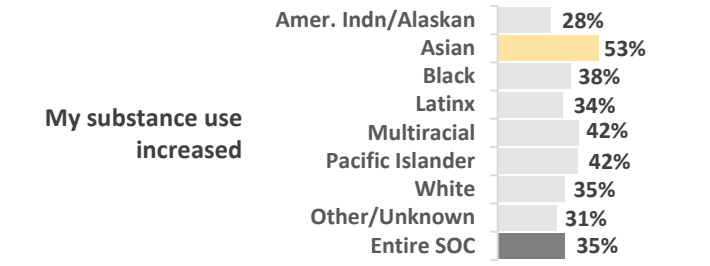 My substance use
increased
Amer. Indn/Alaskan 28%
Asian 53%
Black 38%
Latinx 34%
Multiracial 42%
Pacific Islander 42%
White 35%
Other/Unknown 31%
Entire SOC 35%